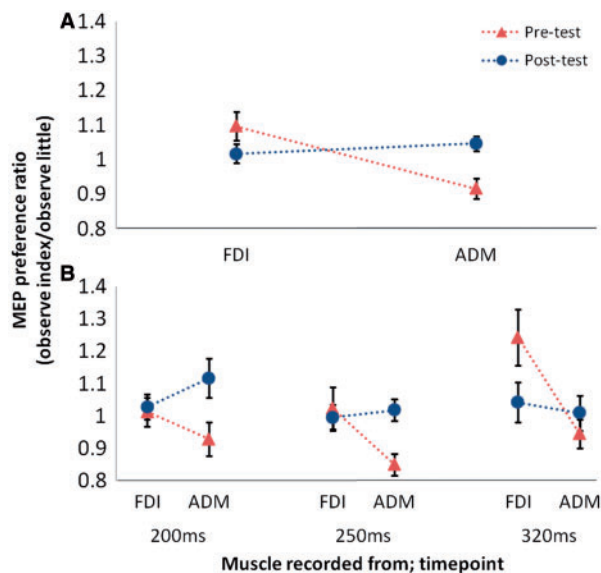 A
1.4
1.3
1.2
1.1
1
0.9
0.8
Pre-test
Post-test
FDI ADM
B
1.4
1.3
1.2
1.1
1
0.9
0.8
FDI ADM FDI ADM FDI ADM
200ms 250ms 320ms
MEP preference ratio
(observe index/observe little)
Muscle recorded from; timepoint